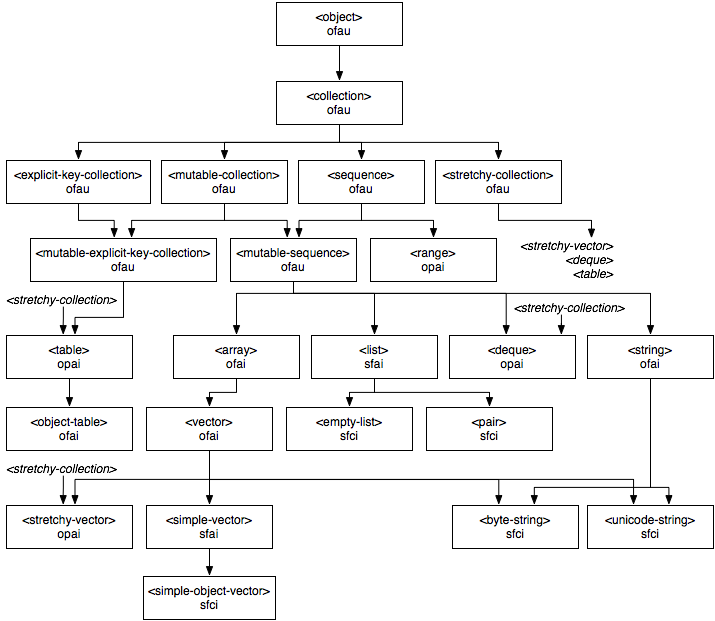 <object>
ofau
<collection>
ofau
<explicit-key-collection>
ofau
<mutable-collection>
ofau
<sequence>
ofau
<stretchy-collection>
ofau
<mutable-explicit-key-collection>
ofau
<mutable-sequence>
ofau
<range>
opai
<stretchy-vector>
<deque>
<table>
<stretchy-collection>
<stretchy-collection>
<table>
opai
<array>
ofai
<list>
sfai
<deque>
opai
<string>
ofai
<object-table>
ofai
<vector>
ofai
<empty-list>
sfci
<pair>
sfci
<stretchy-collection>
<stretchy-vector>
opai
<simple-vector>
sfai
<byte-string>
sfci
<unicode-string>
sfci
<simple-object-vector>
sfci